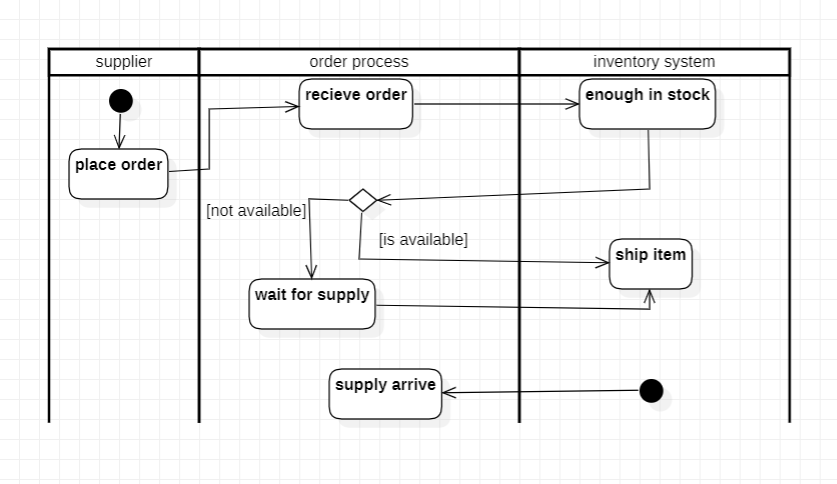 supplier
order process
inventory system
recieve order
enough in stock
place order
[not available]
[is available]
ship item
wait for supply
supply arrive